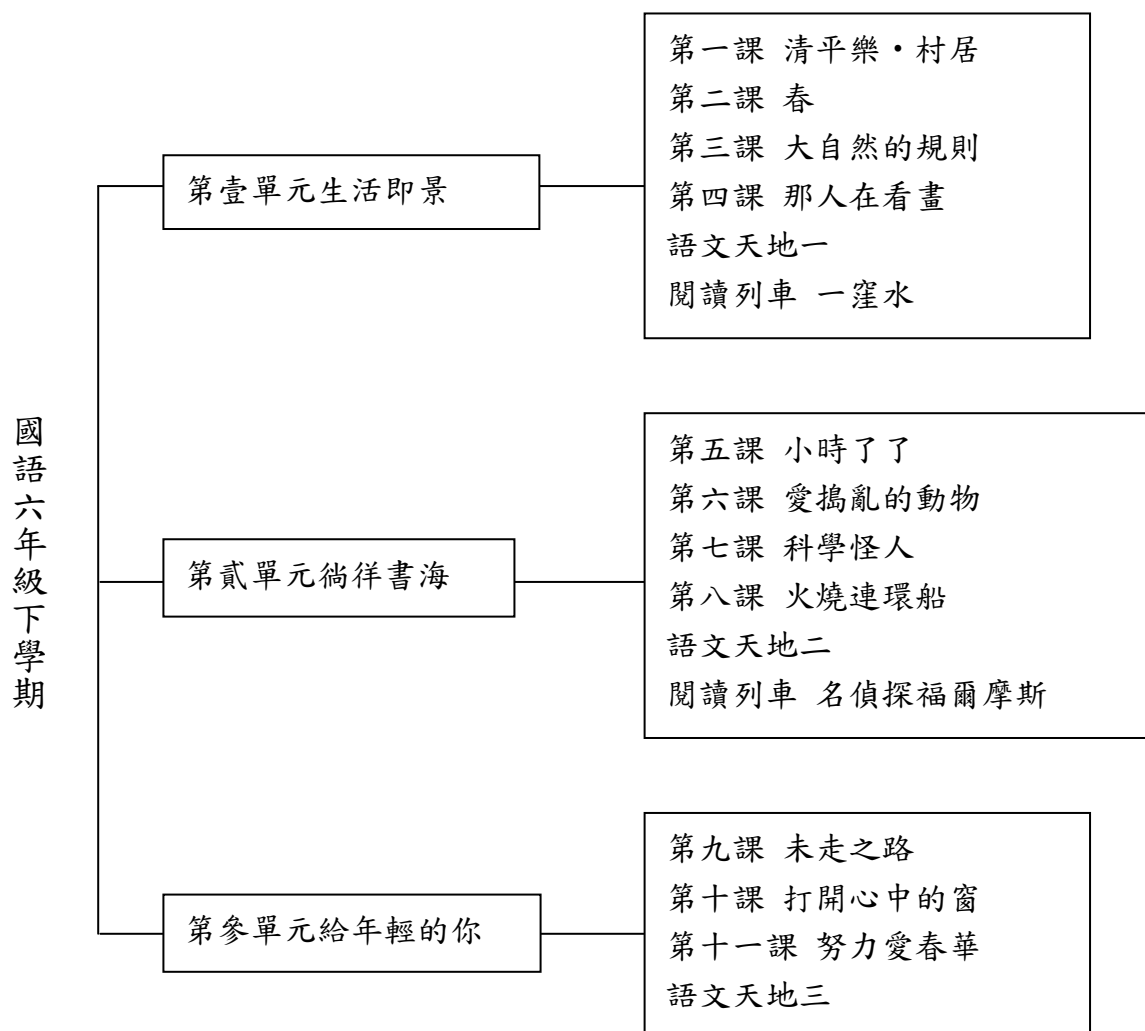 國語六年級下學期
第壹單元生活即景
第一課 清平樂・村居
第二課 春
第三課 大自然的規則
第四課 那人在看畫
語文天地一
閱讀列車 一窪水
第貳單元徜徉書海
第五課 小時了了
第六課 愛搗亂的動物
第七課 科學怪人
第八課 火燒連環船
語文天地二
閱讀列車 名偵探福爾摩斯
第參單元給年輕的你
第九課 未走之路
第十課 打開心中的窗
第十一課 努力愛春華
語文天地三